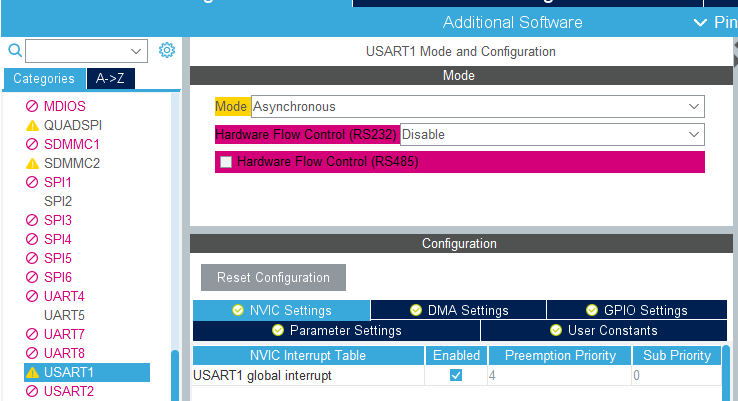 Additional Software
Pin
USART1 Mode and Configuration
Mode
Categories
A->Z
MDIOS
QUADSPI
SDMMC1
SDMMC2
SPI1
SPI2
SPI3
SPI4
SPI5
SPI6
UART4
UART5
UART7
UART8
USART1
USART2
Mode Asynchronous
Hardware Flow Control (RS232) Disable
Hardware Flow Control (RS485)
Configuration
Reset Configuration
NVIC Settings
DMA Settings
GPIO Settings
Parameter Settings
User Constants
NVIC Interrupt Table Enabled Preemption Priority Sub Priority
USART1 global interrupt 4 0